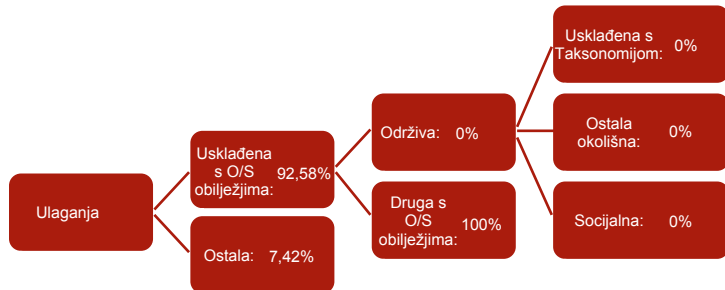 Ulaganja
Usklađena
s O/S
obilježjima: 92,58%
Ostala: 7,42%
Održiva: 0%
Druga s
O/S
obilježjima: 100%
Usklađena s
Taksonomijom: 0%
Ostala
okolišna: 0%
Socijalna: 0%